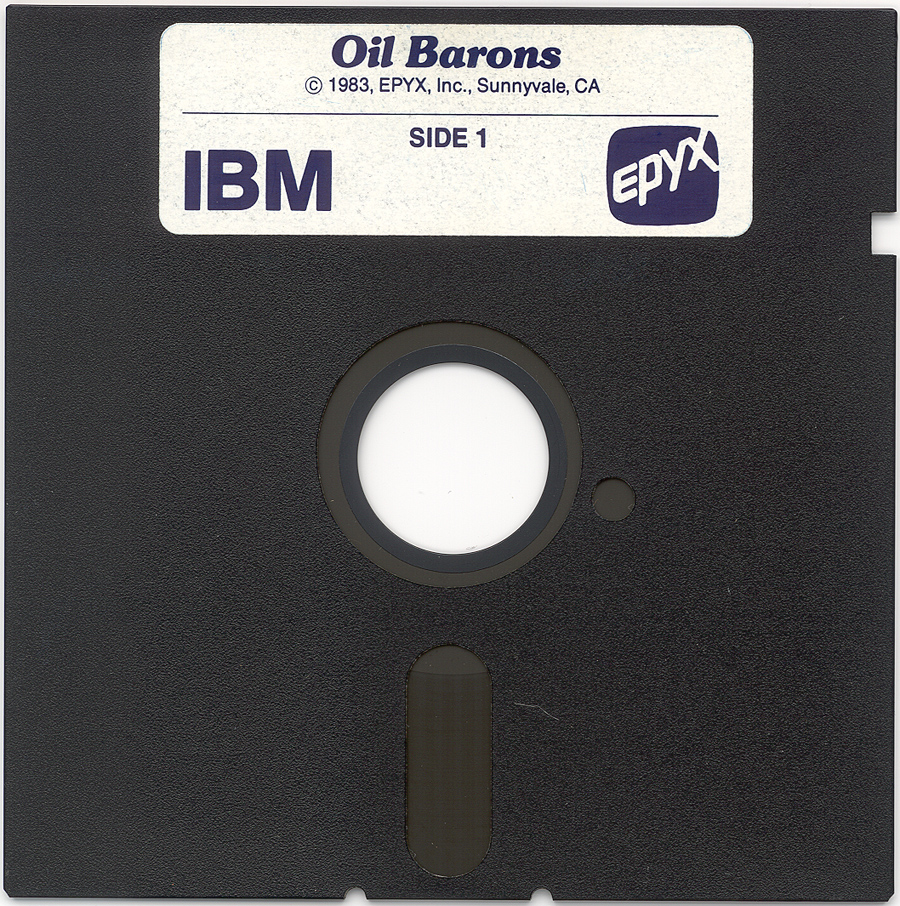 Oil Barons
© 1983, EPYX, Inc., Sunnyvale, CA
SIDE 1
IBM
EPYX